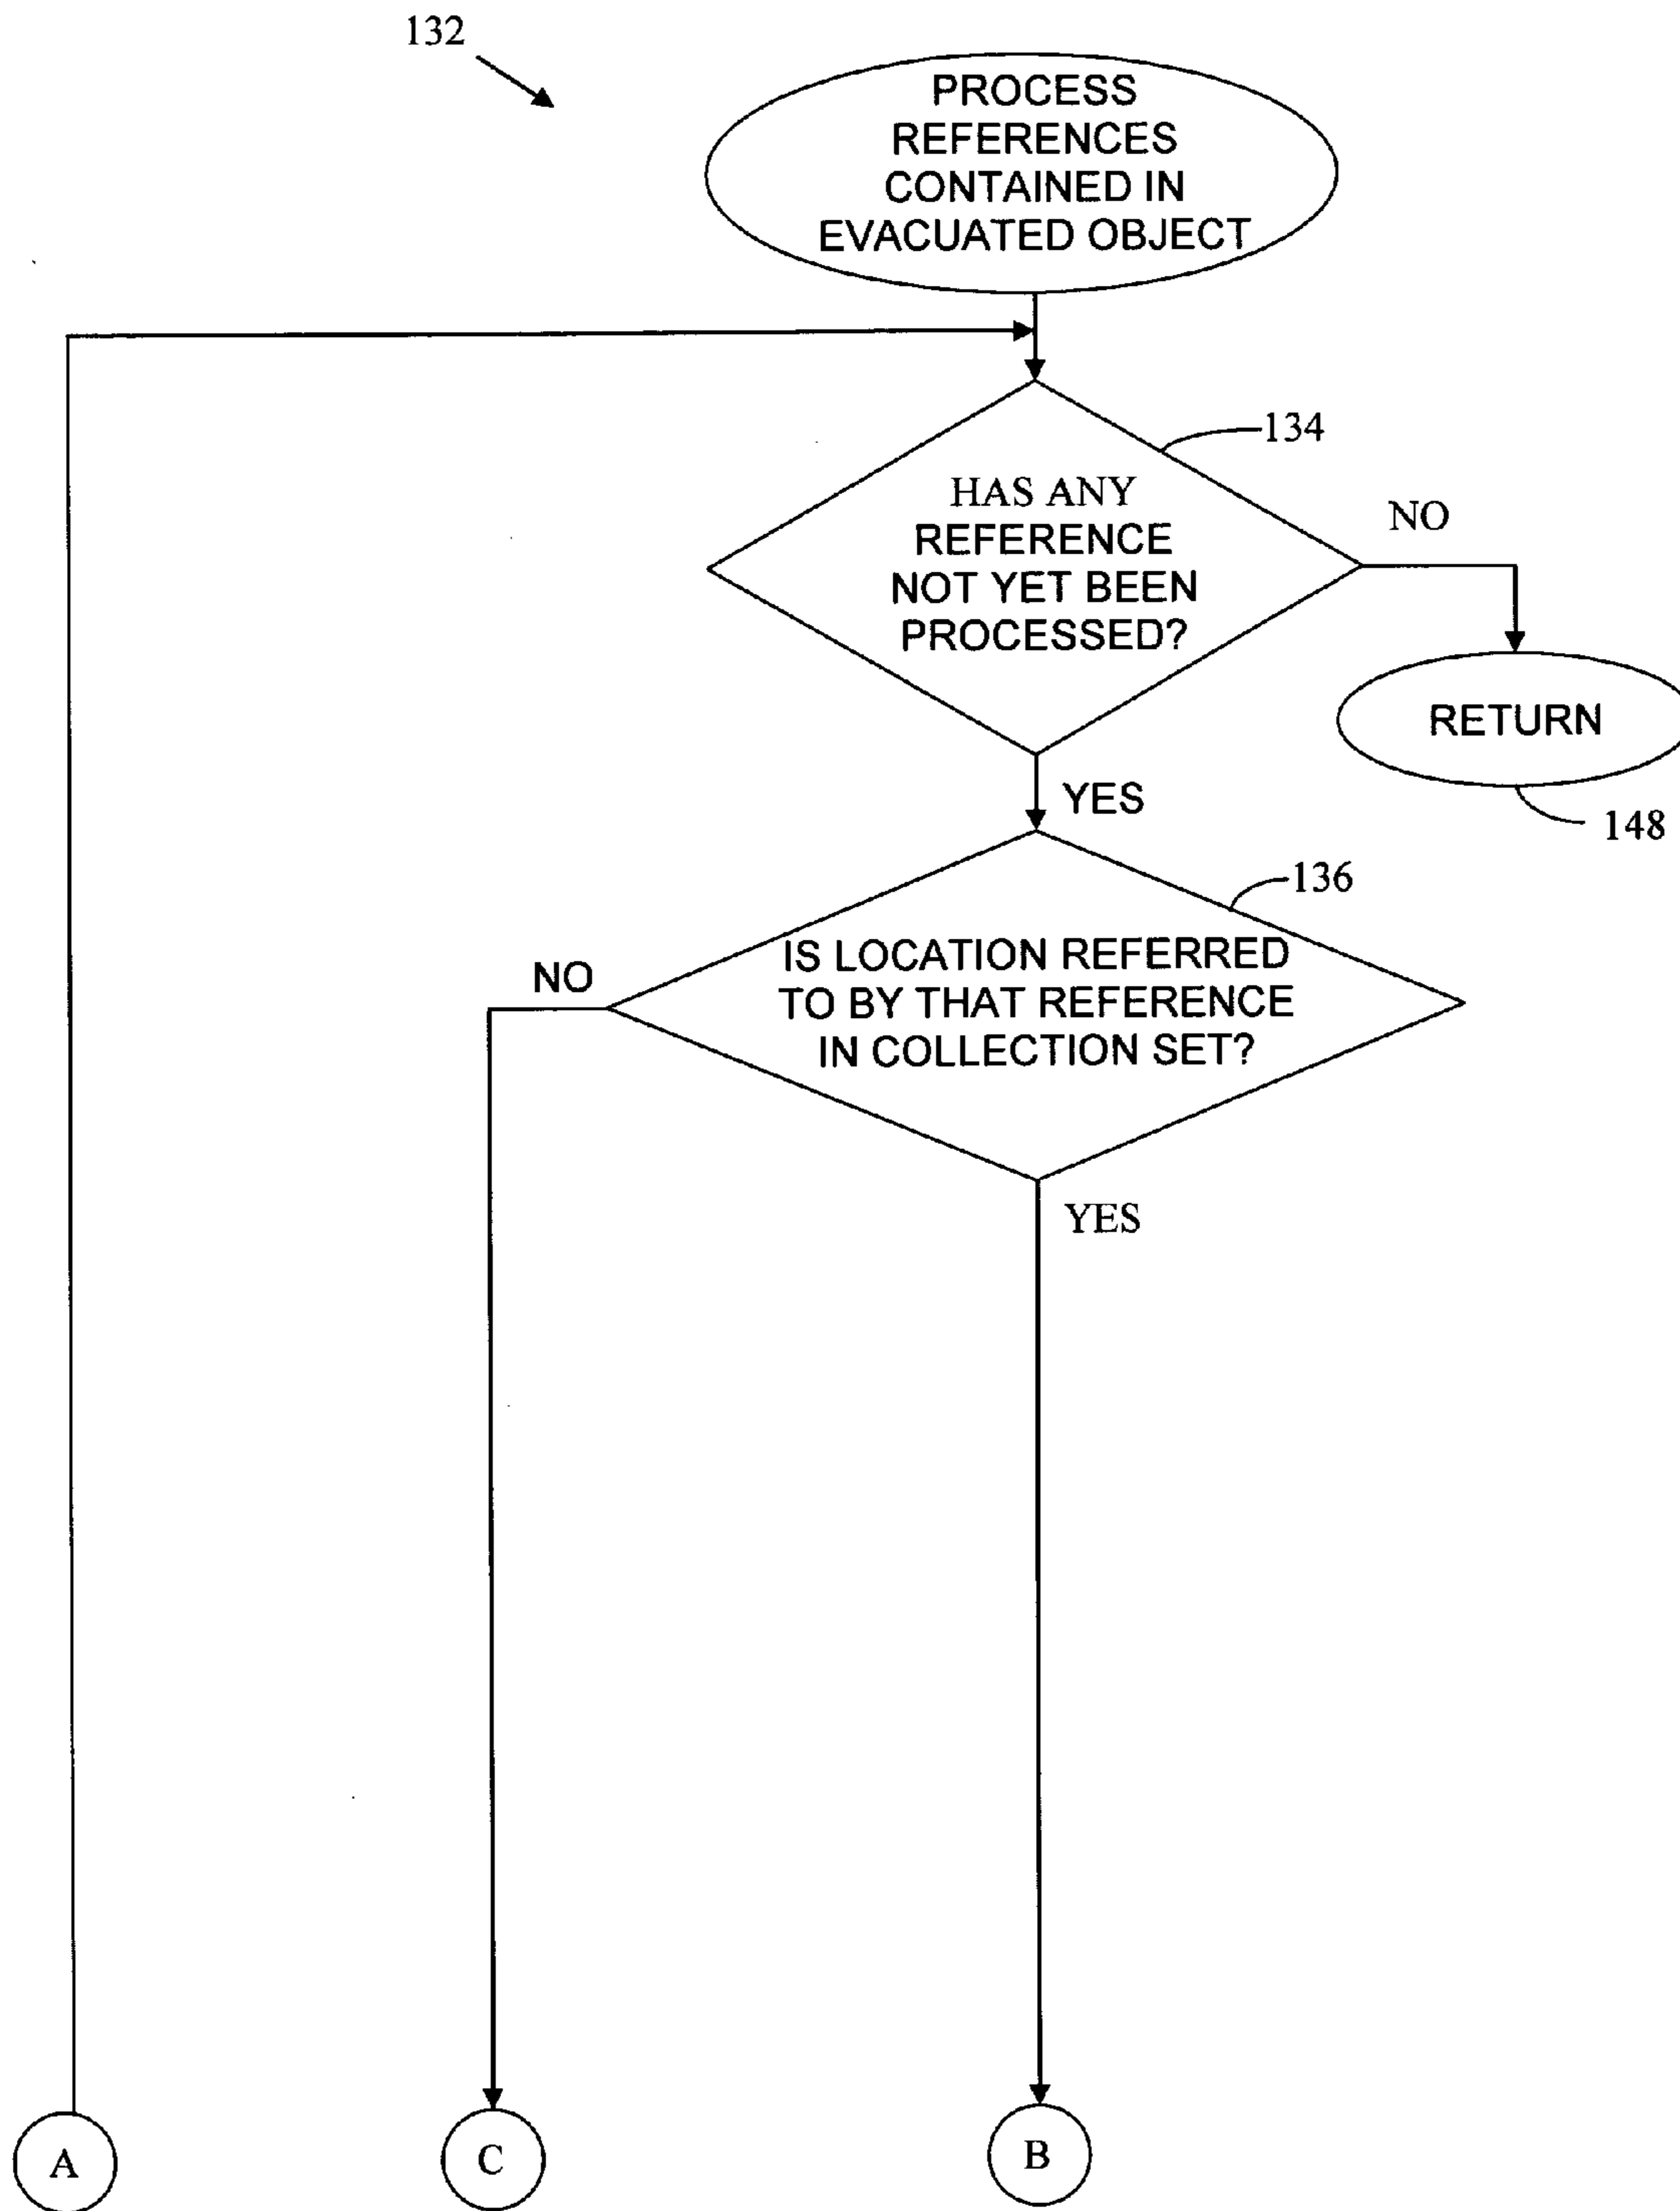 132
PROCESS
REFERENCES
CONTAINED IN
EVACUATED OBJECT
134
HAS ANY
REFERENCE
NOT YET BEEN
PROCESSED?
NO
RETURN
148
YES
136
IS LOCATION REFERRED
TO BY THAT REFERENCE
IN COLLECTION SET?
NO
YES
A
C
B